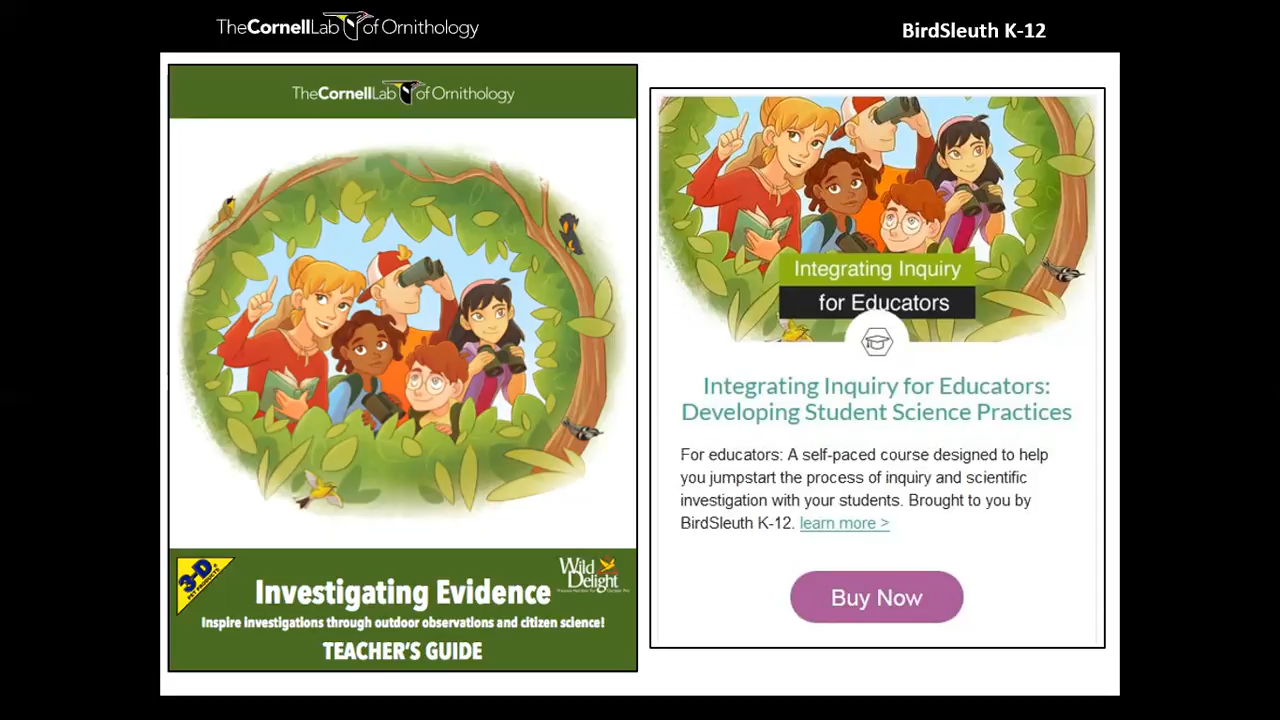 TheCornellLab of Ornithology
BirdSleuth K-12
TheCornellLab of Ornithology
3-D
PET PRODUCTS
Wild
Delight
Investigating Evidence
Inspire investigations through outdoor observations and citizen science!
TEACHER'S GUIDE
Integrating Inquiry
for Educators
Integrating Inquiry for Educators:
Developing Student Science Practices
For educators: A self-paced course designed to help
you jumpstart the process of inquiry and scientific
investigation with your students. Brought to you by
BirdSleuth K-12. learn more >
Buy Now